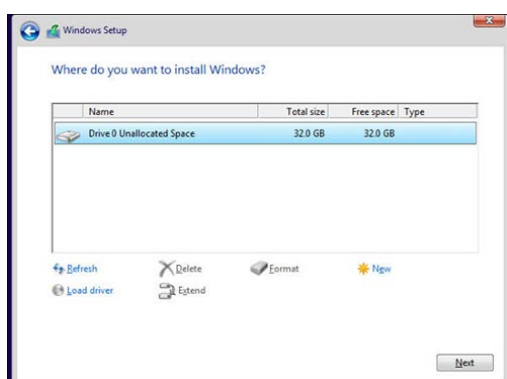 Windows Setup
Where do you want to install Windows?
Name Total size Free space Type
Drive 0 Unallocated Space 32.0 GB 32.0 GB
Refresh Delete Format New
Load driver Extend
Next